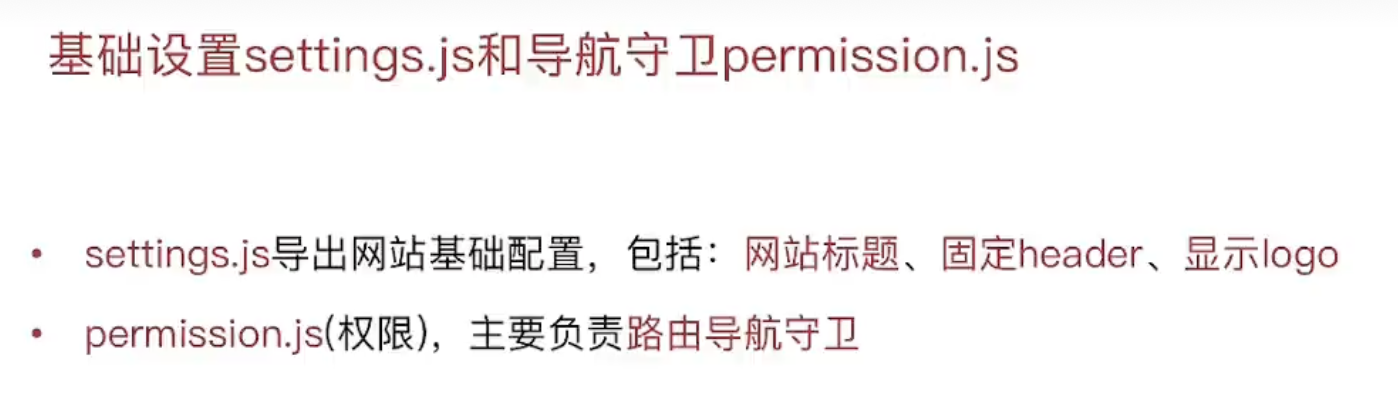 基础设置settings.js和导航守卫permission.js
• settings.js导出网站基础配置，包括：网站标题、固定header、显示logo
• permission.js(权限)，主要负责路由导航守卫